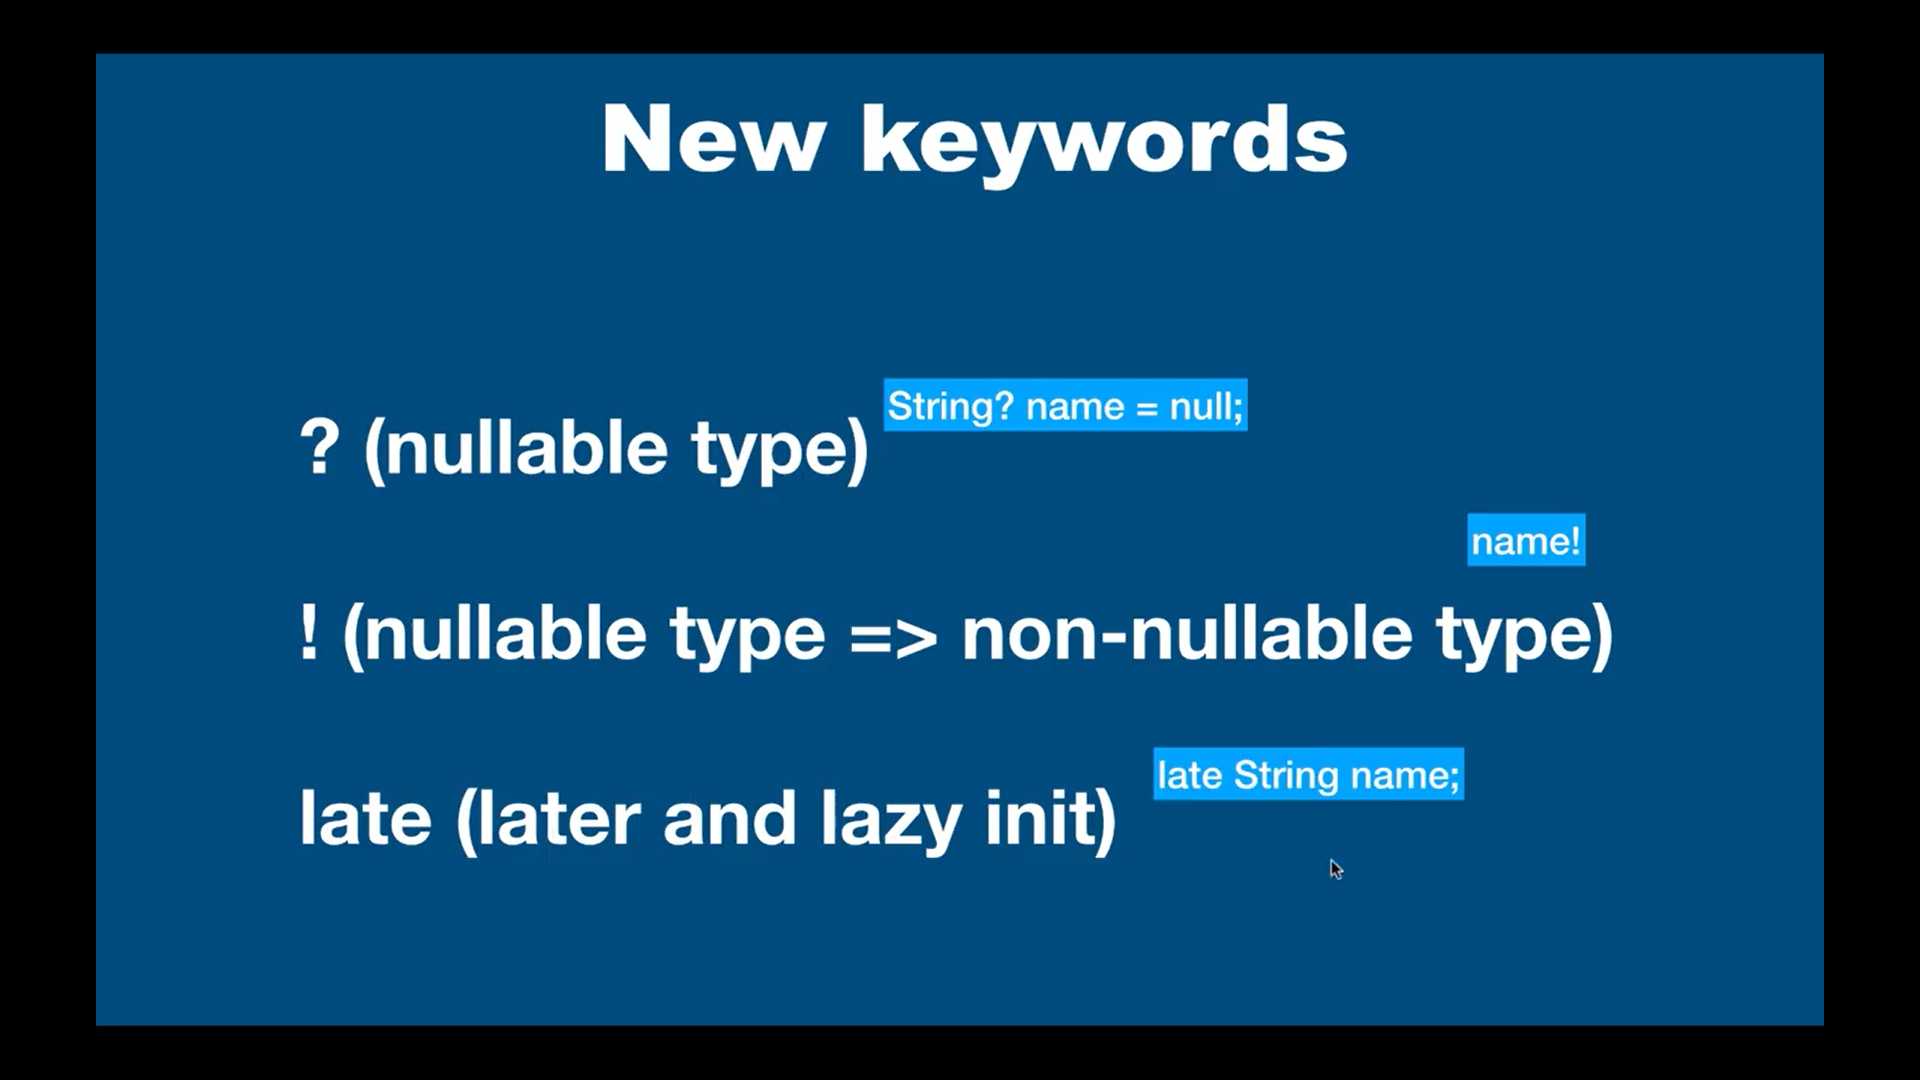 New keywords
String? name = null;
? (nullable type)
name!
! (nullable type => non-nullable type)
late String name;
late (later and lazy init)